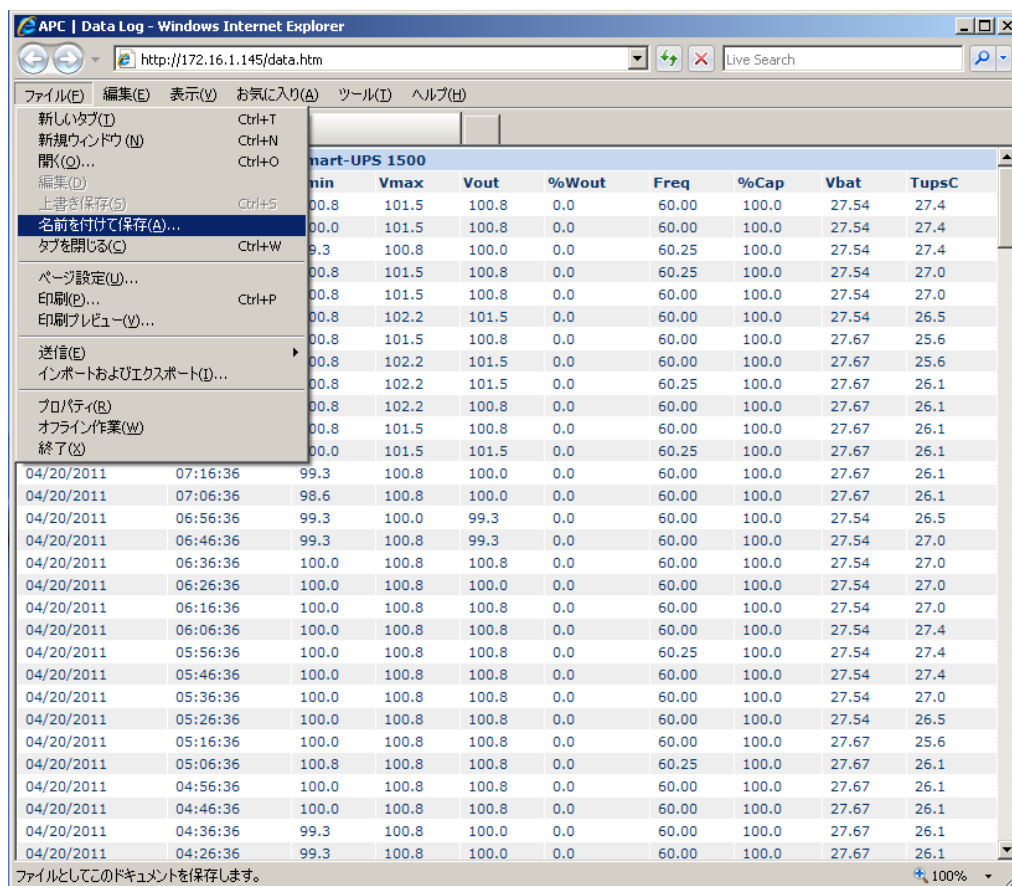 APC | Data Log - Windows Internet Explorer
http://172.16.1.145/data.htm Live Search
ファイル(F) 編集(E) 表示(V) お気に入り(A) ツール(T) ヘルプ(H)
新しいタブ(T) Ctrl+T
新規ウィンドウ(N) Ctrl+N
開く(O)... Ctrl+O
編集(D)
上書き保存(S) Ctrl+S
名前を付けて保存(A)...
タブを閉じる(C) Ctrl+W
ページ設定(U)...
印刷(P)... Ctrl+P
印刷プレビュー(V)...
送信(E)
インポートおよびエクスポート(I)...
プロパティ(R)
オフライン作業(W)
終了(X)
mart-UPS 1500
min Vmax Vout %Wout Freq %Cap Vbat TupsC
00.8 101.5 100.8 0.0 60.00 100.0 27.54 27.4
00.0 101.5 100.8 0.0 60.00 100.0 27.54 27.4
9.3 100.8 100.0 0.0 60.25 100.0 27.54 27.4
00.8 101.5 100.8 0.0 60.25 100.0 27.54 27.0
00.8 101.5 100.8 0.0 60.00 100.0 27.54 27.0
00.8 102.2 101.5 0.0 60.00 100.0 27.54 26.5
00.8 101.5 100.8 0.0 60.00 100.0 27.67 25.6
00.8 102.2 101.5 0.0 60.00 100.0 27.67 25.6
00.8 102.2 101.5 0.0 60.25 100.0 27.67 26.1
00.8 102.2 100.8 0.0 60.00 100.0 27.67 26.1
00.8 101.5 100.8 0.0 60.00 100.0 27.67 26.1
00.0 101.5 101.5 0.0 60.25 100.0 27.67 26.1
04/20/2011 07:16:36 99.3 100.8 100.8 0.0 60.00 100.0 27.67 26.1
04/20/2011 07:06:36 98.6 100.8 100.0 0.0 60.00 100.0 27.67 26.1
04/20/2011 06:56:36 99.3 100.0 99.3 0.0 60.00 100.0 27.54 26.5
04/20/2011 06:46:36 99.3 100.8 99.3 0.0 60.00 100.0 27.54 27.0
04/20/2011 06:36:36 100.0 100.8 100.8 0.0 60.00 100.0 27.54 27.0
04/20/2011 06:26:36 100.0 100.8 100.8 0.0 60.00 100.0 27.54 27.0
04/20/2011 06:16:36 100.0 100.8 100.8 0.0 60.00 100.0 27.54 27.0
04/20/2011 06:06:36 100.0 100.8 100.8 0.0 60.00 100.0 27.54 27.4
04/20/2011 05:56:36 100.0 100.8 100.8 0.0 60.25 100.0 27.54 27.4
04/20/2011 05:46:36 100.0 100.8 100.8 0.0 60.00 100.0 27.54 27.4
04/20/2011 05:36:36 100.0 100.8 100.8 0.0 60.00 100.0 27.54 27.0
04/20/2011 05:26:36 100.0 100.8 100.8 0.0 60.00 100.0 27.54 26.5
04/20/2011 05:16:36 100.0 100.8 100.8 0.0 60.00 100.0 27.67 25.6
04/20/2011 05:06:36 100.8 100.8 100.8 0.0 60.25 100.0 27.67 26.1
04/20/2011 04:56:36 100.0 100.8 100.8 0.0 60.00 100.0 27.67 26.1
04/20/2011 04:46:36 100.0 100.8 100.8 0.0 60.00 100.0 27.67 26.1
04/20/2011 04:36:36 99.3 100.8 100.0 0.0 60.00 100.0 27.67 26.1
04/20/2011 04:26:36 99.3 100.8 100.0 0.0 60.00 100.0 27.67 26.1
ファイルとしてこのドキュメントを保存します。 100%